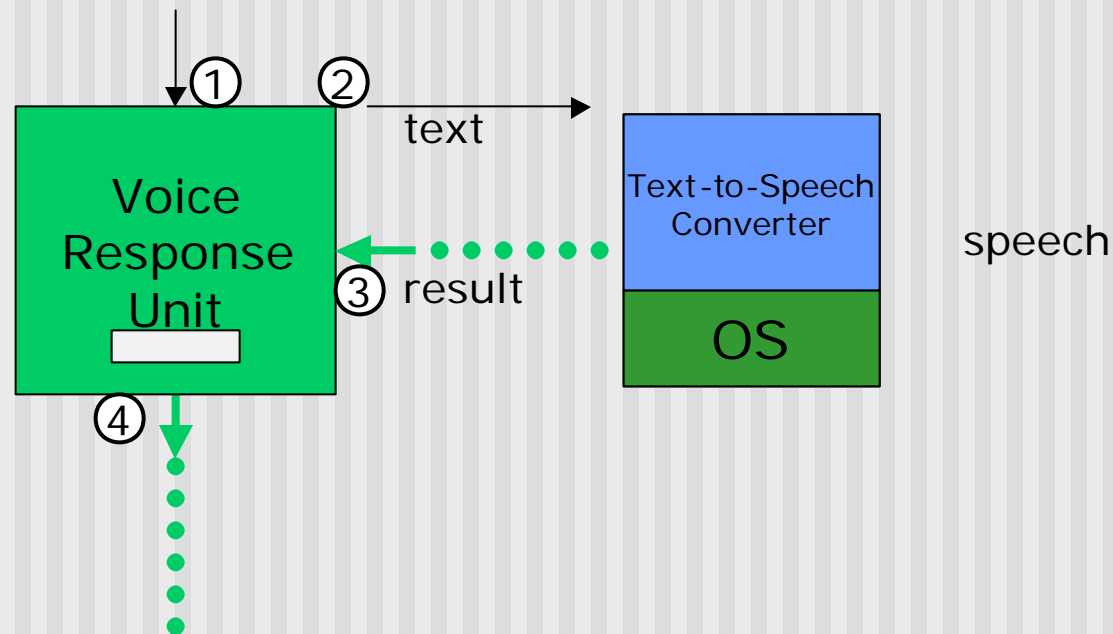 1
2
text
Voice
Response
Unit
Text-to-Speech
Converter
speech
3
result
OS
4